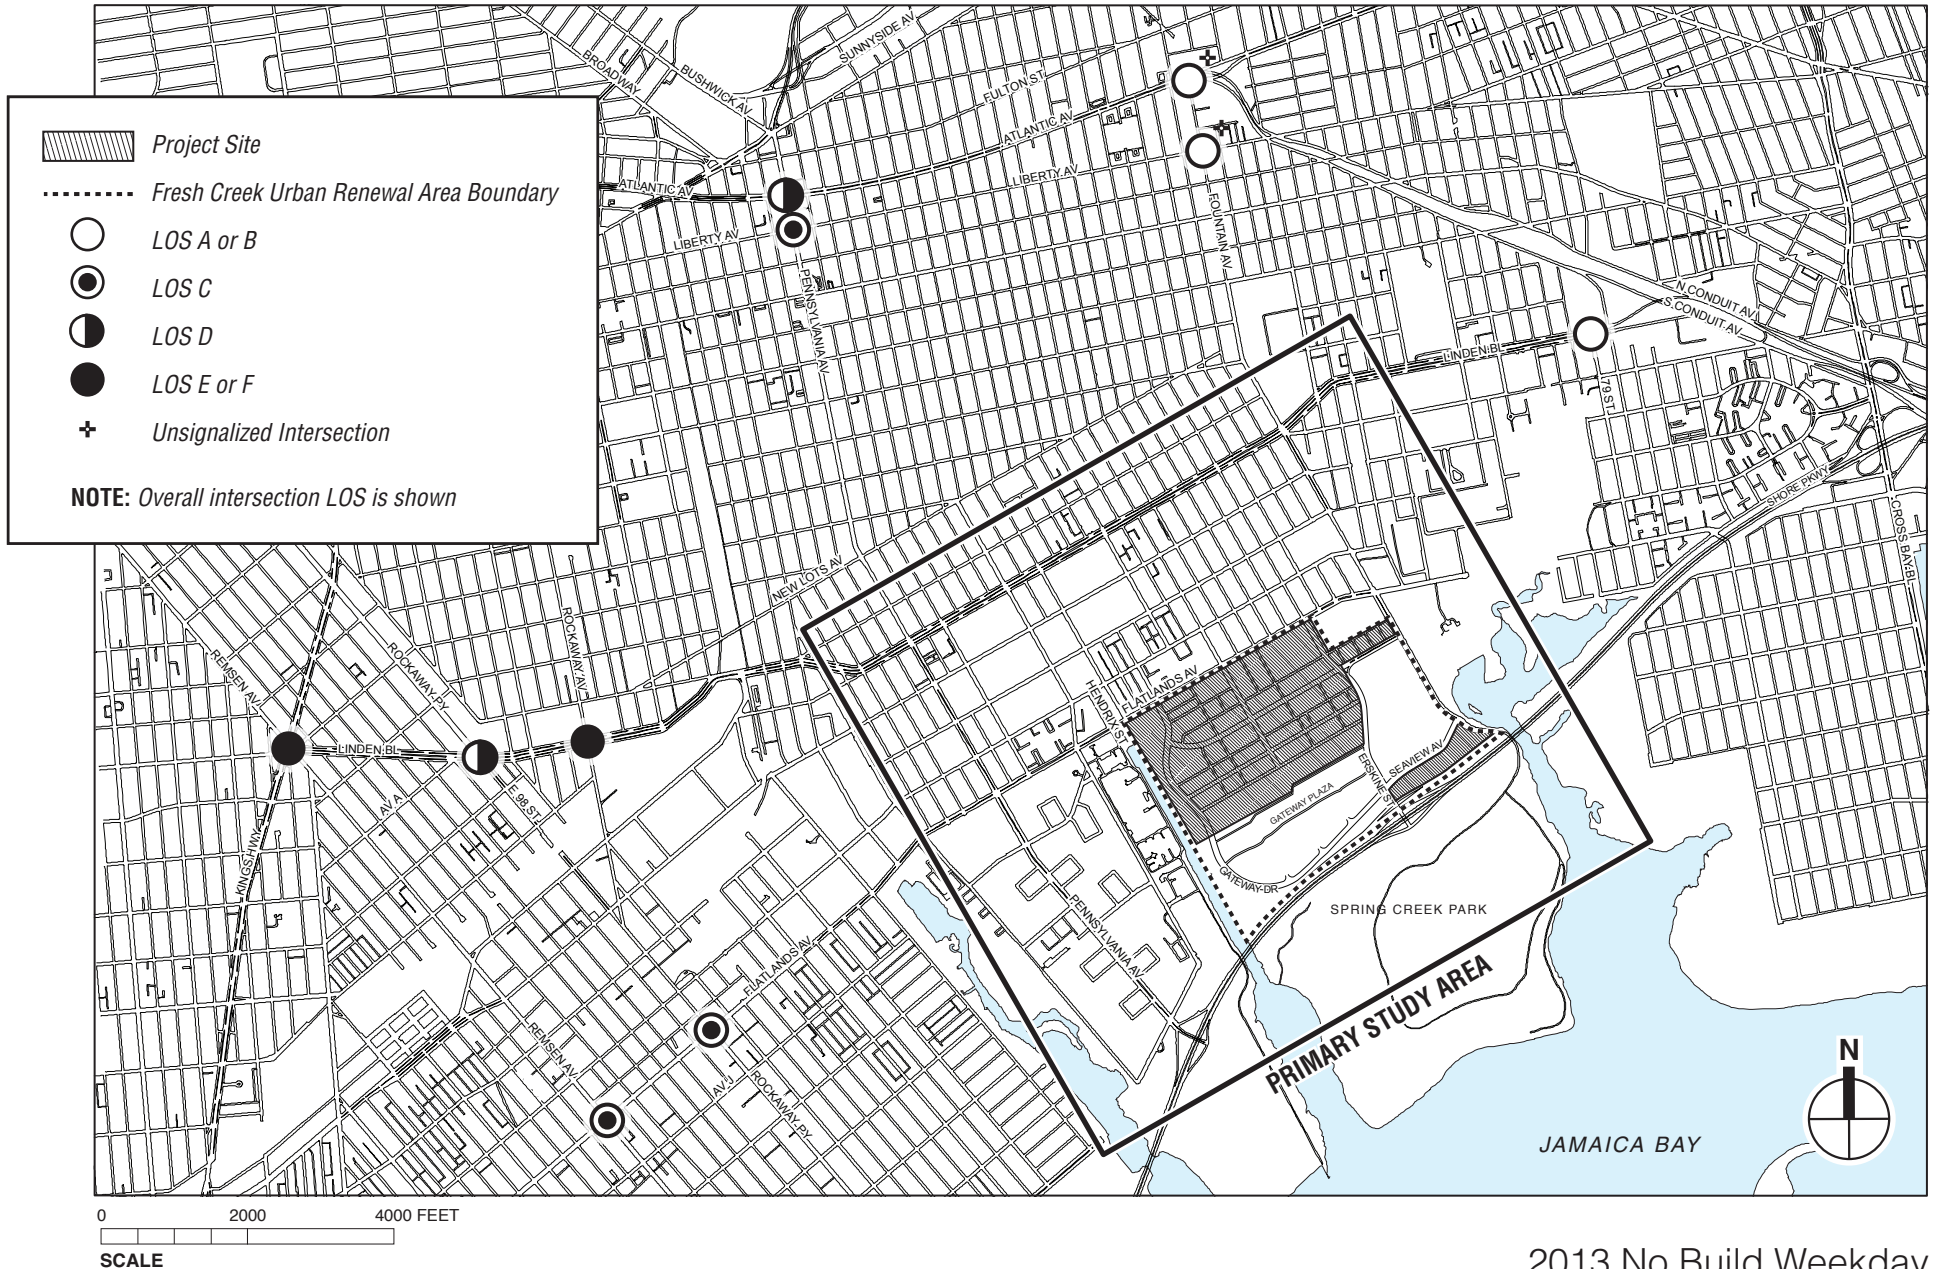 SUNNYSIDE AV
BROADWAY
BUSHWICK AV
FULTON ST
ATLANTIC AV
Project Site
Fresh Creek Urban Renewal Area Boundary
LOS A or B
LOS C
LOS D
LOS E or F
Unsignalized Intersection
NOTE: Overall intersection LOS is shown
ATLANTIC AV
LIBERTY AV
LIBERTY AV
FOUNTAIN AV
PENNSYLVANIA AV
N CONDUIT AV
S CONDUIT AV
LINDEN BL
79 ST
SHORE PKWY
CROSS BAY BL
NEW LOTS AV
ROCKAWAY AV
ROCKAWAY PY
REMSEN AV
HENDRIX ST
FLATLANDS AV
LINDEN BL
SEAVIEW AV
ERSKINE ST
GATEWAY PLAZA
AV A
E 98 ST
KINGS HWY
GATEWAY DR
SPRING CREEK PARK
PENNSYLVANIA AV
FLATLANDS AV
PRIMARY STUDY AREA
REMSEN AV
AV J
ROCKAWAY PY
N
JAMAICA BAY
0 2000 4000 FEET
SCALE
2013 No Build Weekday